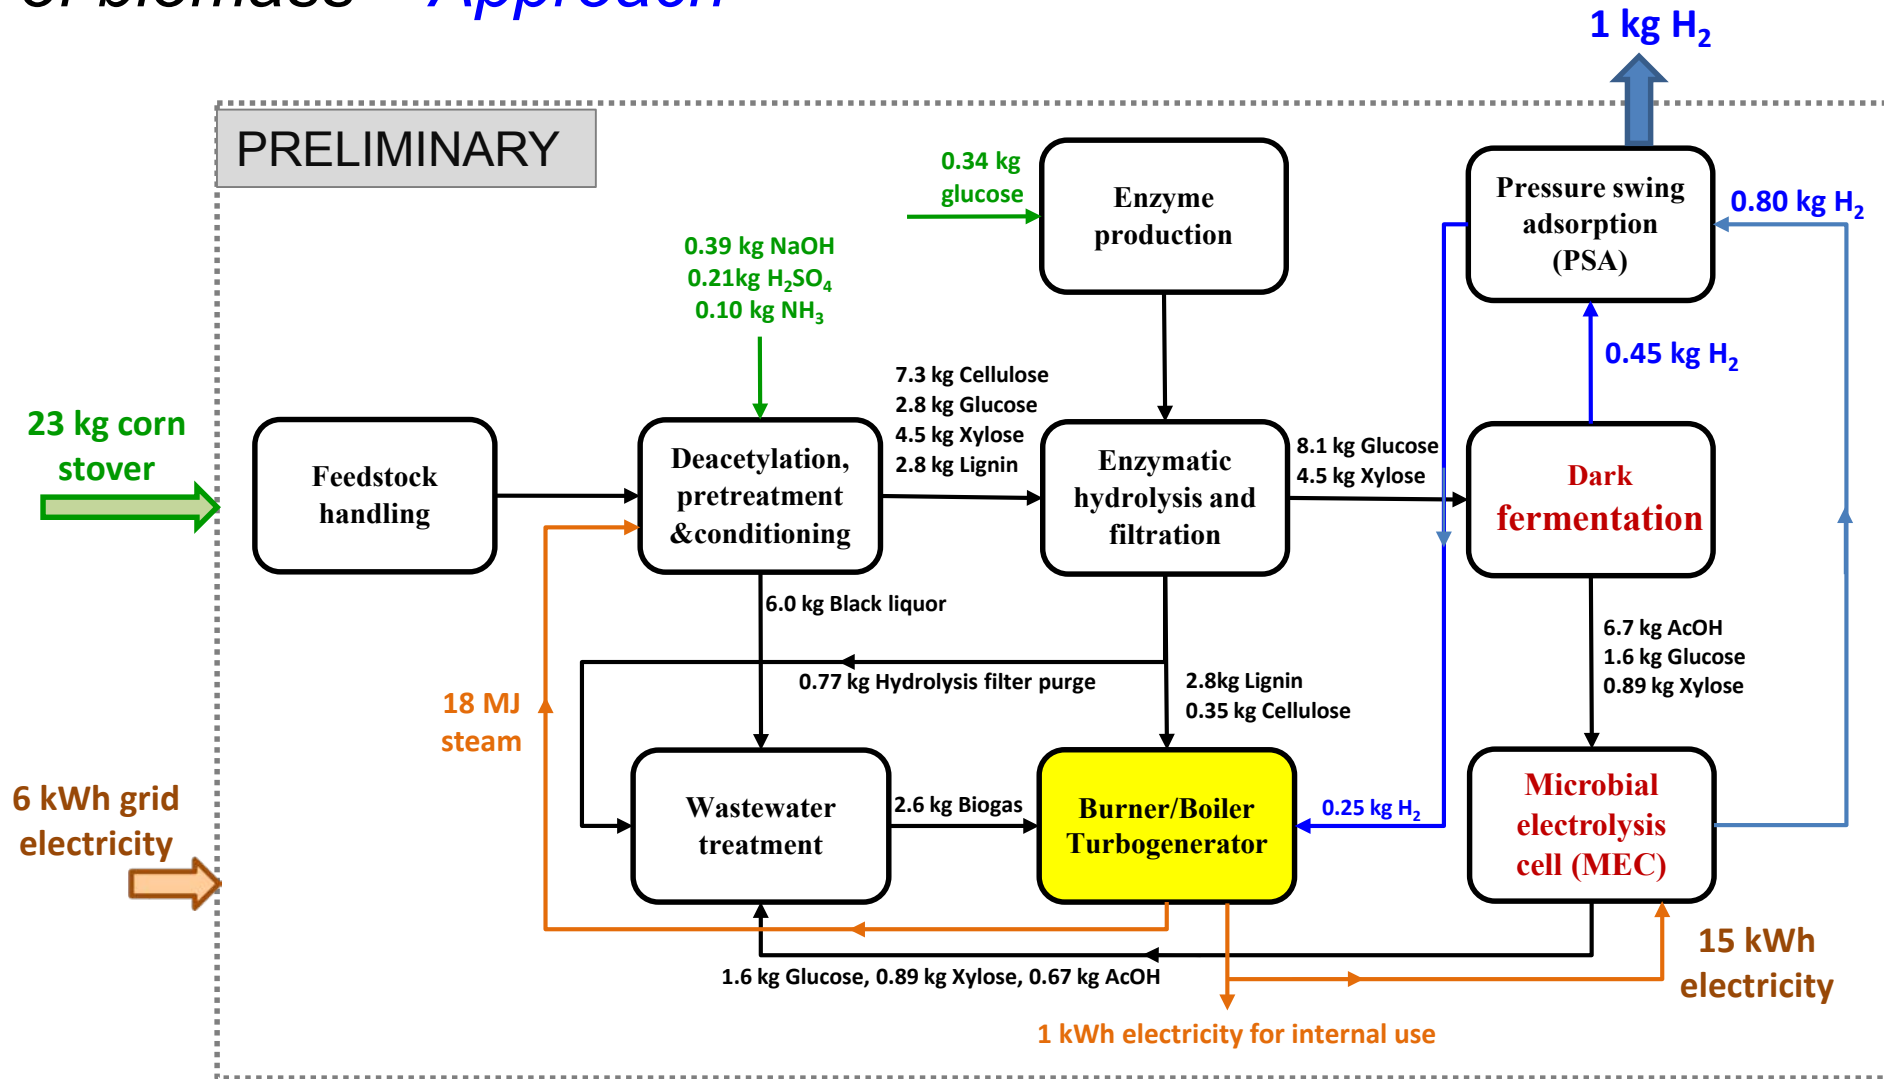 of biomass – Approach
1 kg H₂
PRELIMINARY
0.34 kg
glucose
Enzyme
production
Pressure swing
adsorption
(PSA)
0.80 kg H₂
0.39 kg NaOH
0.21kg H₂SO₄
0.10 kg NH₃
0.45 kg H₂
23 kg corn
stover
Feedstock
handling
Deacetylation,
pretreatment
&conditioning
7.3 kg Cellulose
2.8 kg Glucose
4.5 kg Xylose
2.8 kg Lignin
Enzymatic
hydrolysis and
filtration
8.1 kg Glucose
4.5 kg Xylose
Dark
fermentation
6.0 kg Black liquor
0.77 kg Hydrolysis filter purge
2.8kg Lignin
0.35 kg Cellulose
6.7 kg AcOH
1.6 kg Glucose
0.89 kg Xylose
18 MJ
steam
6 kWh grid
electricity
Wastewater
treatment
2.6 kg Biogas
Burner/Boiler
Turbogenerator
0.25 kg H₂
Microbial
electrolysis
cell (MEC)
15 kWh
electricity
1.6 kg Glucose, 0.89 kg Xylose, 0.67 kg AcOH
1 kWh electricity for internal use